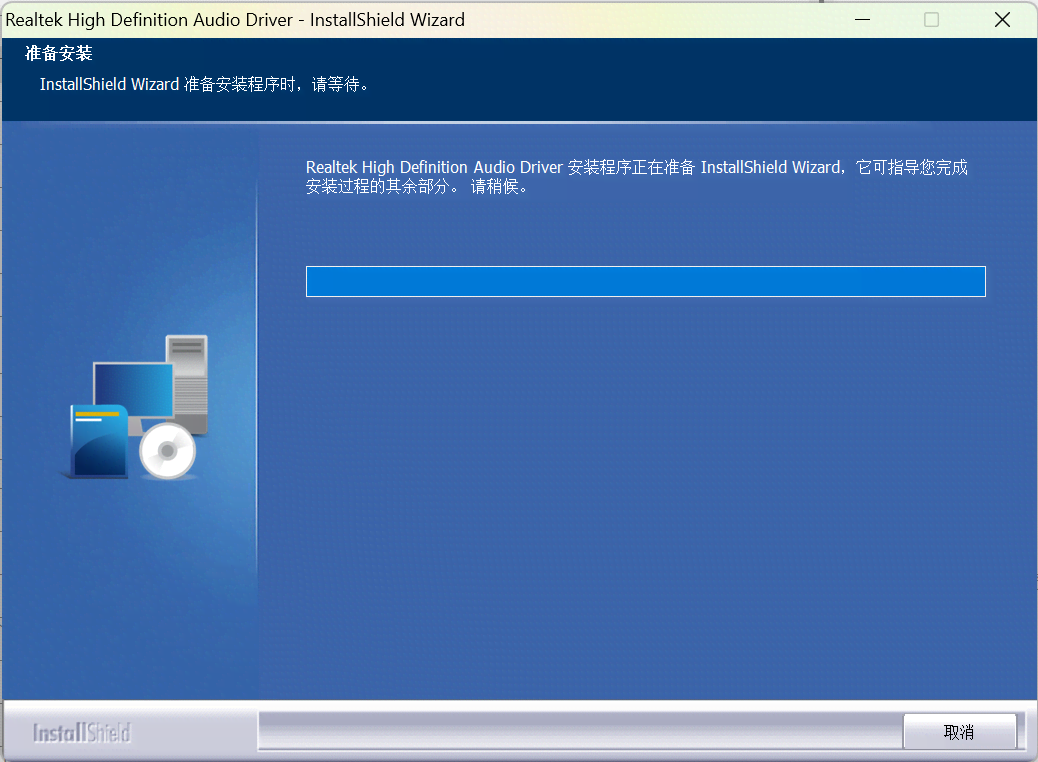 Realtek High Definition Audio Driver - InstallShield Wizard
准备安装
InstallShield Wizard 准备安装程序时，请等待。
Realtek High Definition Audio Driver 安装程序正在准备 InstallShield Wizard，它可指导您完成
安装过程的其余部分。 请稍候。
InstallShield
取消